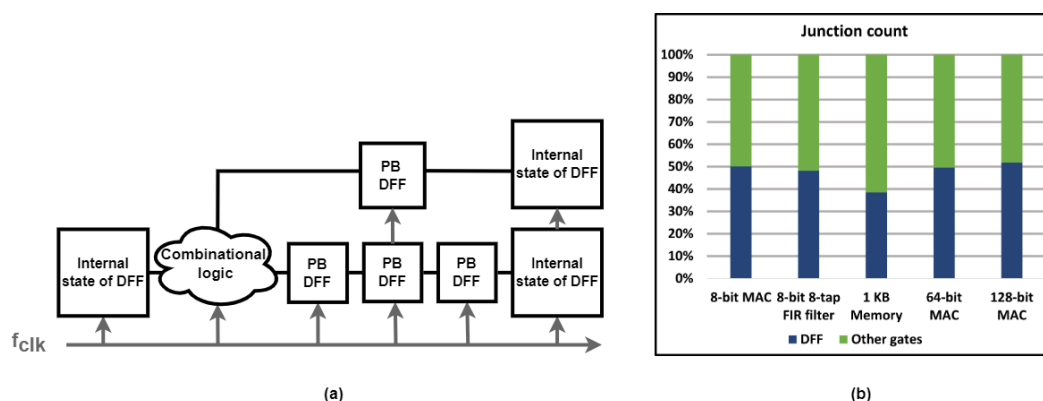 PB
DFF
Internal
state of DFF
Internal
state of DFF
Combinational
logic
PB
DFF
PB
DFF
PB
DFF
Internal
state of DFF
fclk
(a)
Junction count
100%
90%
80%
70%
60%
50%
40%
30%
20%
10%
0%
8-bit MAC
8-bit 8-tap
FIR filter
1 KB
Memory
64-bit
MAC
128-bit
MAC
DFF
Other gates
(b)